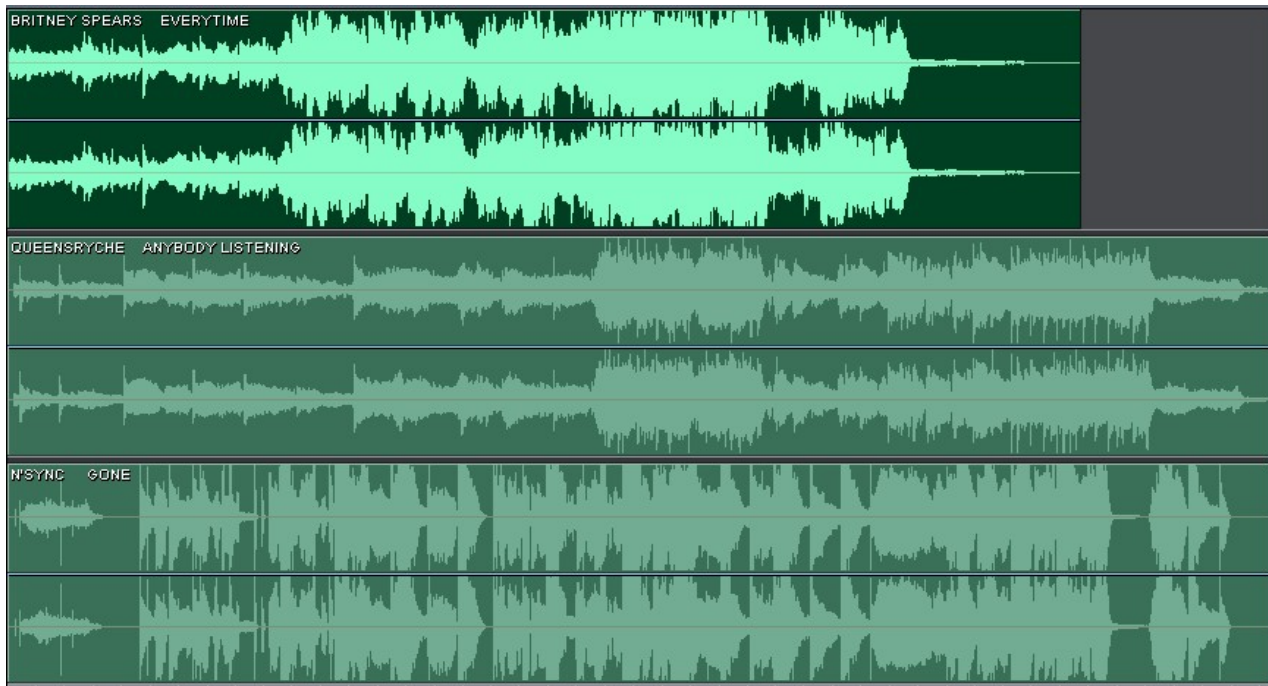 BRITNEY SPEARS EVERYTIME
QUEENSRYCHE ANYBODY LISTENING
N'SYNC GONE